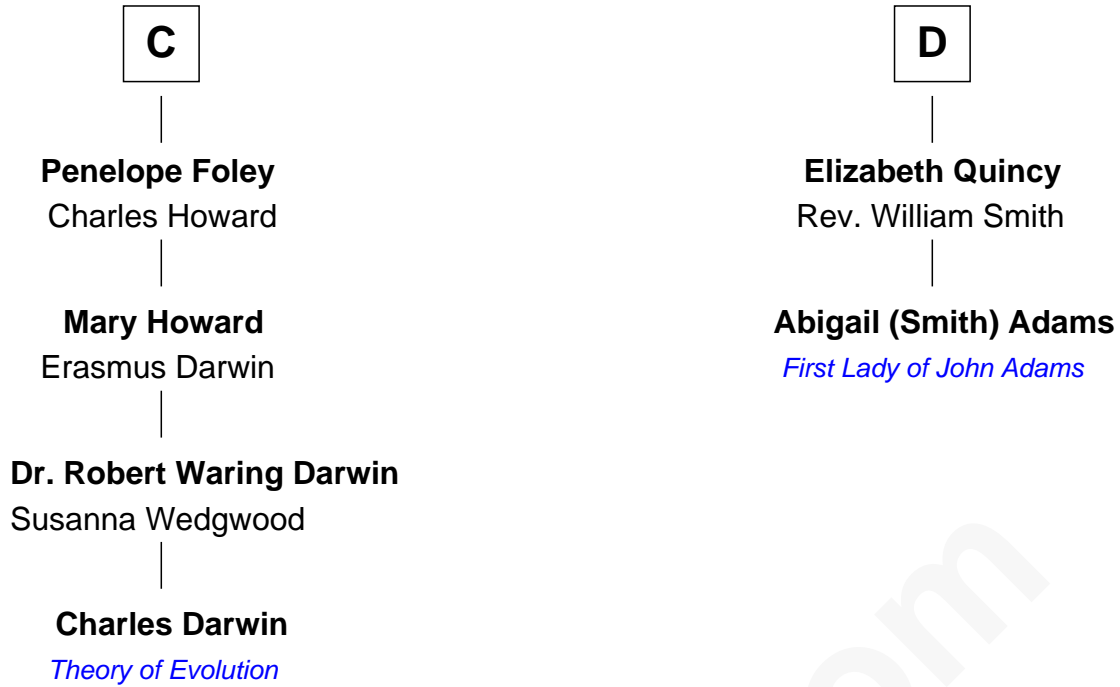 C
Penelope Foley
Charles Howard
Mary Howard
Erasmus Darwin
Dr. Robert Waring Darwin
Susanna Wedgwood
Charles Darwin
Theory of Evolution
D
Elizabeth Quincy
Rev. William Smith
Abigail (Smith) Adams
First Lady of John Adams
om